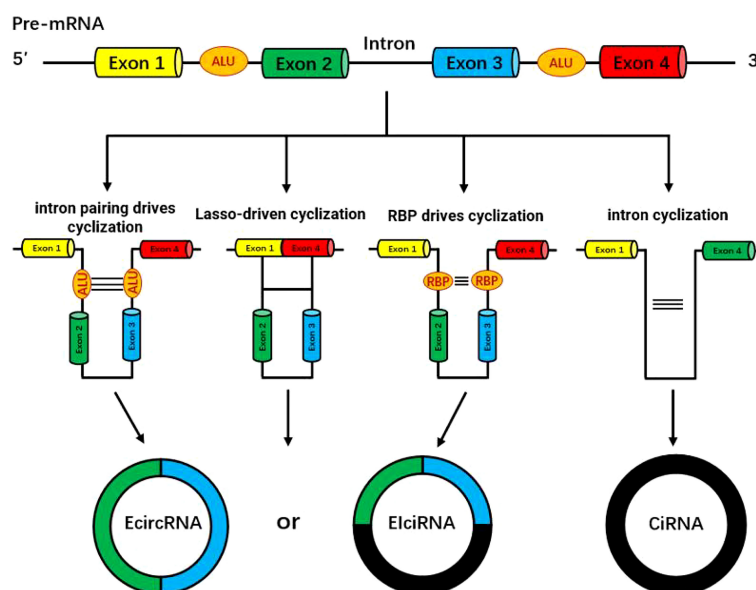 Pre-mRNA
5′ Exon 1 ALU Exon 2 Intron Exon 3 ALU Exon 4 3
intron pairing drives
cyclization
Lasso-driven cyclization
RBP drives cyclization
intron cyclization
Exon 1 Exon 4
ALU ALU
Exon 2 Exon 3
Exon 1 Exon 4
Exon 2 Exon 3
Exon 1 Exon 4
RBP RBP
Exon 2 Exon 3
Exon 1 Exon 4
EcircRNA or EIciRNA CiRNA